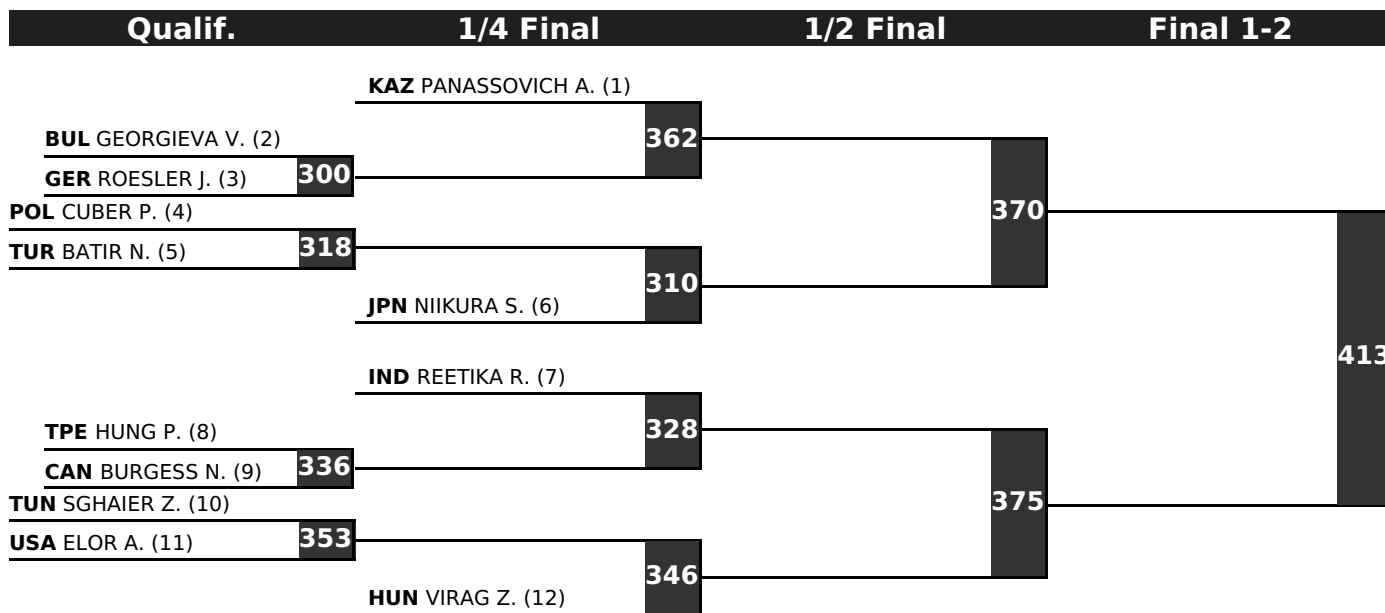 Qualif. 1/4 Final 1/2 Final Final 1-2
KAZ PANASSOVICH A. (1)
362
BUL GEORGIEVA V. (2)
GER ROESLER J. (3) 300
370
POL CUBER P. (4)
TUR BATIR N. (5) 318
310
JPN NIIKURA S. (6)
413
IND REETIKA R. (7)
328
TPE HUNG P. (8)
CAN BURGESS N. (9) 336
375
TUN SGHAIER Z. (10)
USA ELOR A. (11) 353
346
HUN VIRAG Z. (12)